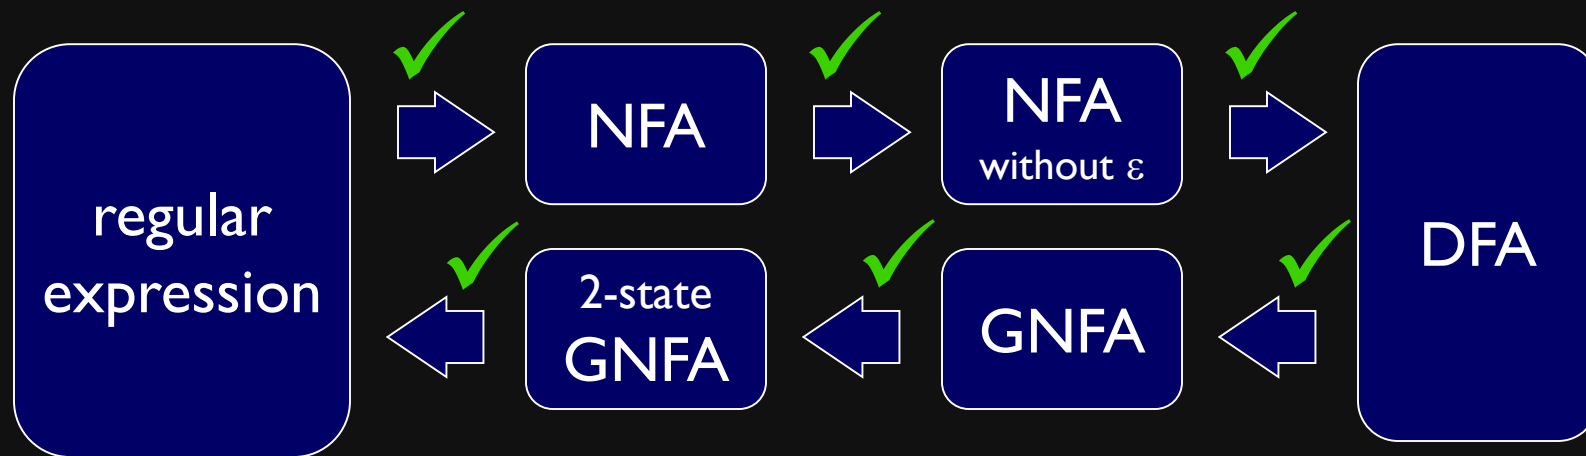 regular
expression
NFA
NFA
without ε
DFA
2-state
GNFA
GNFA